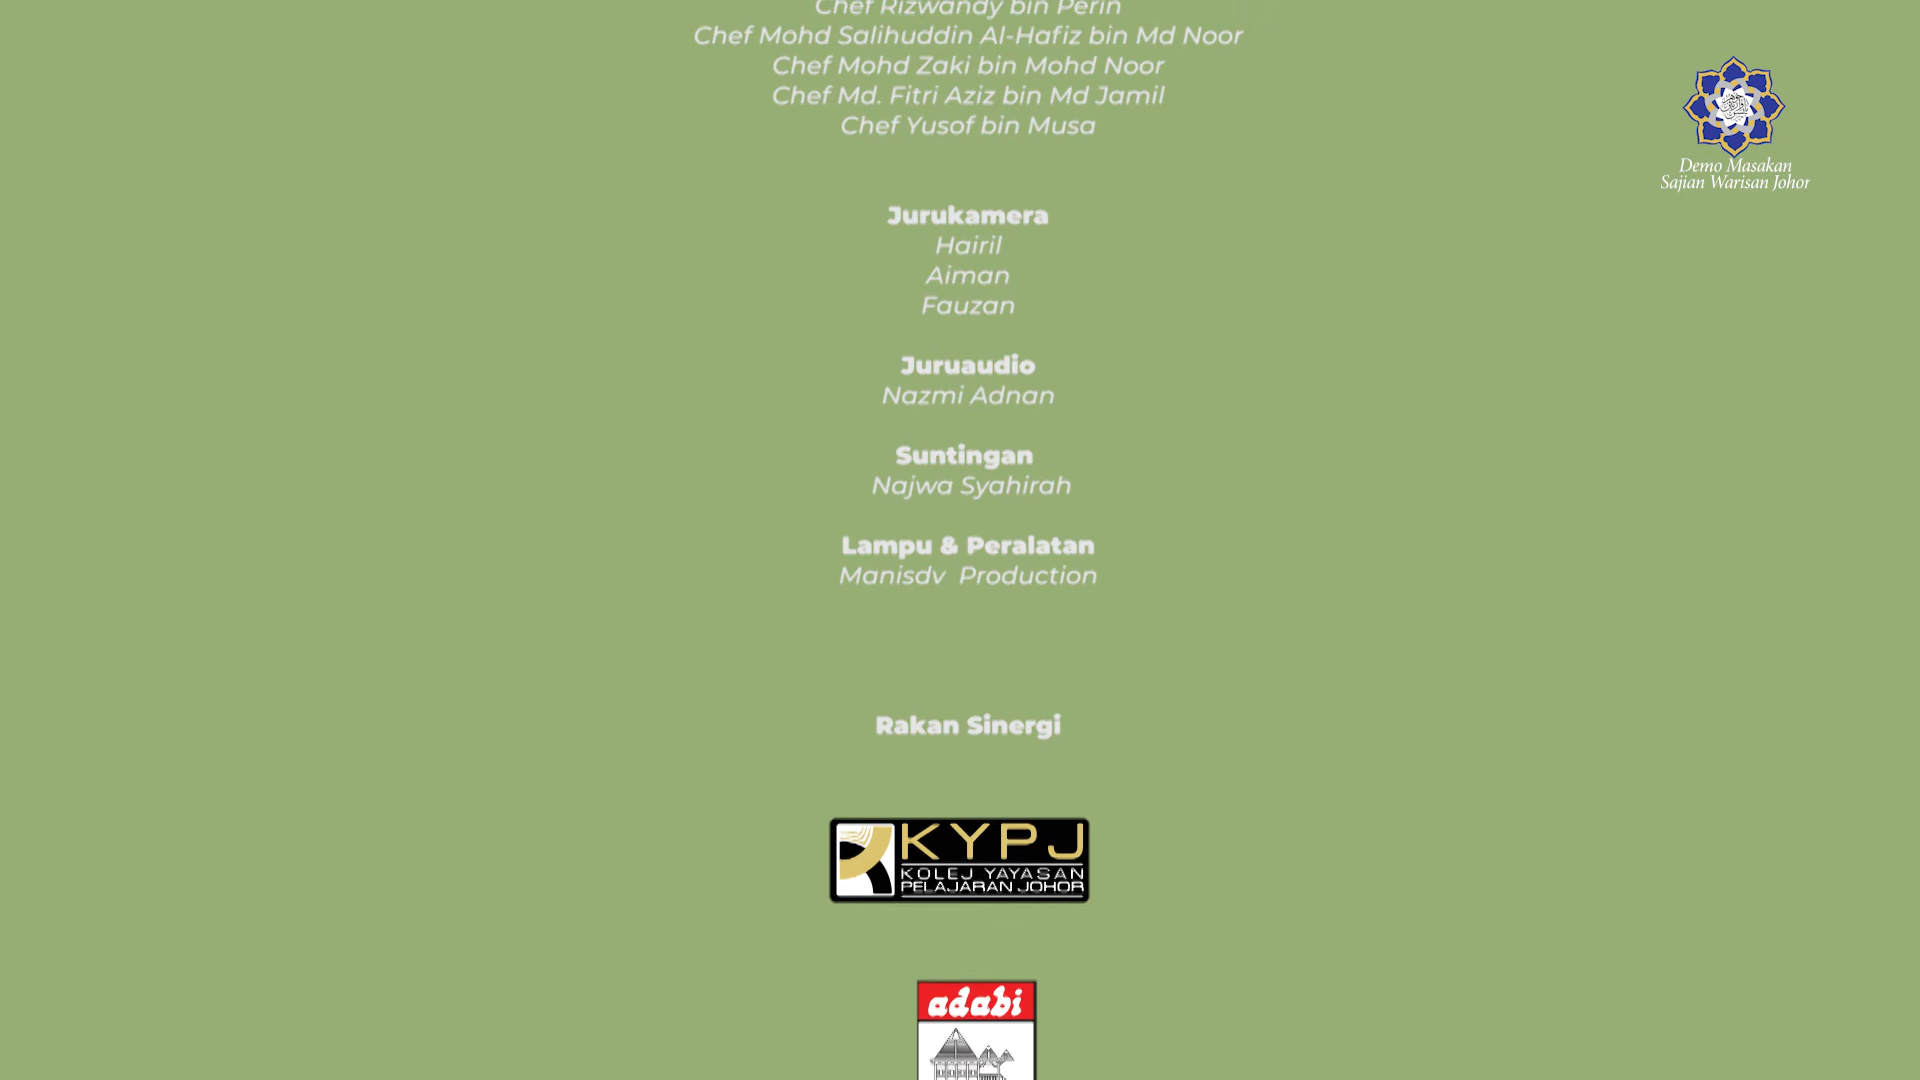 Chef Rizwandy bin Perin
Chef Mohd Salihuddin Al-Hafiz bin Md Noor
Chef Mohd Zaki bin Mohd Noor
Chef Md. Fitri Aziz bin Md Jamil
Chef Yusof bin Musa
Demo Masakan
Sajian Warisan Johor
Jurukamera
Hairil
Aiman
Fauzan
Juruaudio
Nazmi Adnan
Suntingan
Najwa Syahirah
Lampu & Peralatan
Manisdv  Production
Rakan Sinergi
KYPJ
KOLEJ YAYASAN
PELAJARAN JOHOR
adabi